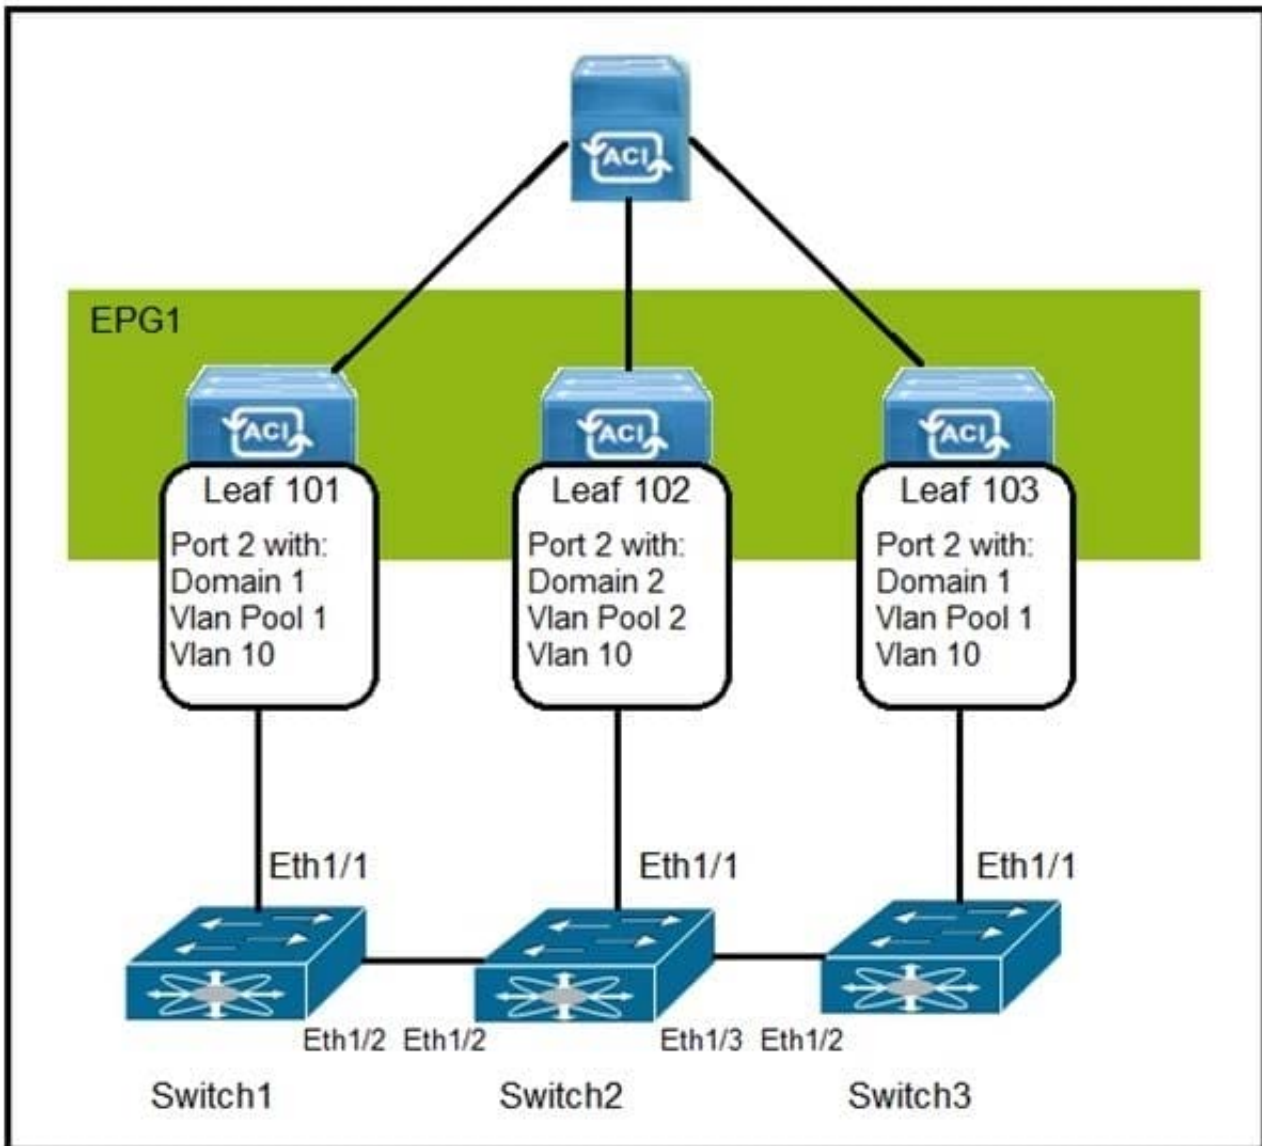 ACI
EPG1
ACI
ACI
ACI
Leaf 101
Port 2 with:
Domain 1
Vlan Pool 1
Vlan 10
Leaf 102
Port 2 with:
Domain 2
Vlan Pool 2
Vlan 10
Leaf 103
Port 2 with:
Domain 1
Vlan Pool 1
Vlan 10
Eth1/1
Eth1/1
Eth1/1
Eth1/2
Eth1/2
Eth1/3
Eth1/2
Switch1
Switch2
Switch3